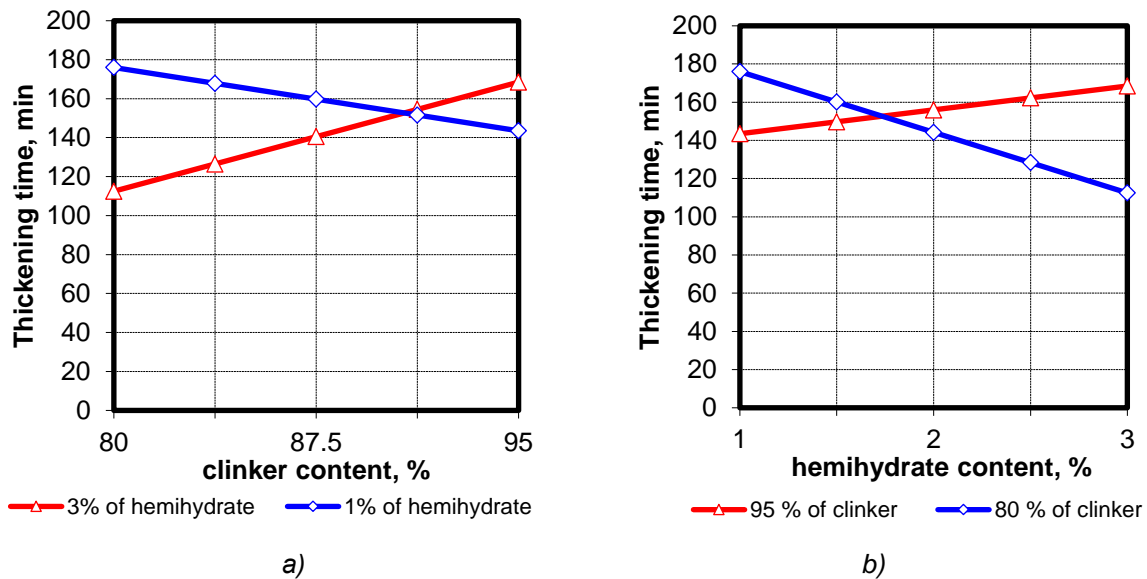 Thickening time, min
200
180
160
140
120
100
80
60
40
20
0
80
87.5
95
clinker content, %
3% of hemihydrate
1% of hemihydrate
a)
Thickening time, min
200
180
160
140
120
100
80
60
40
20
0
1
2
3
hemihydrate content, %
95 % of clinker
80 % of clinker
b)